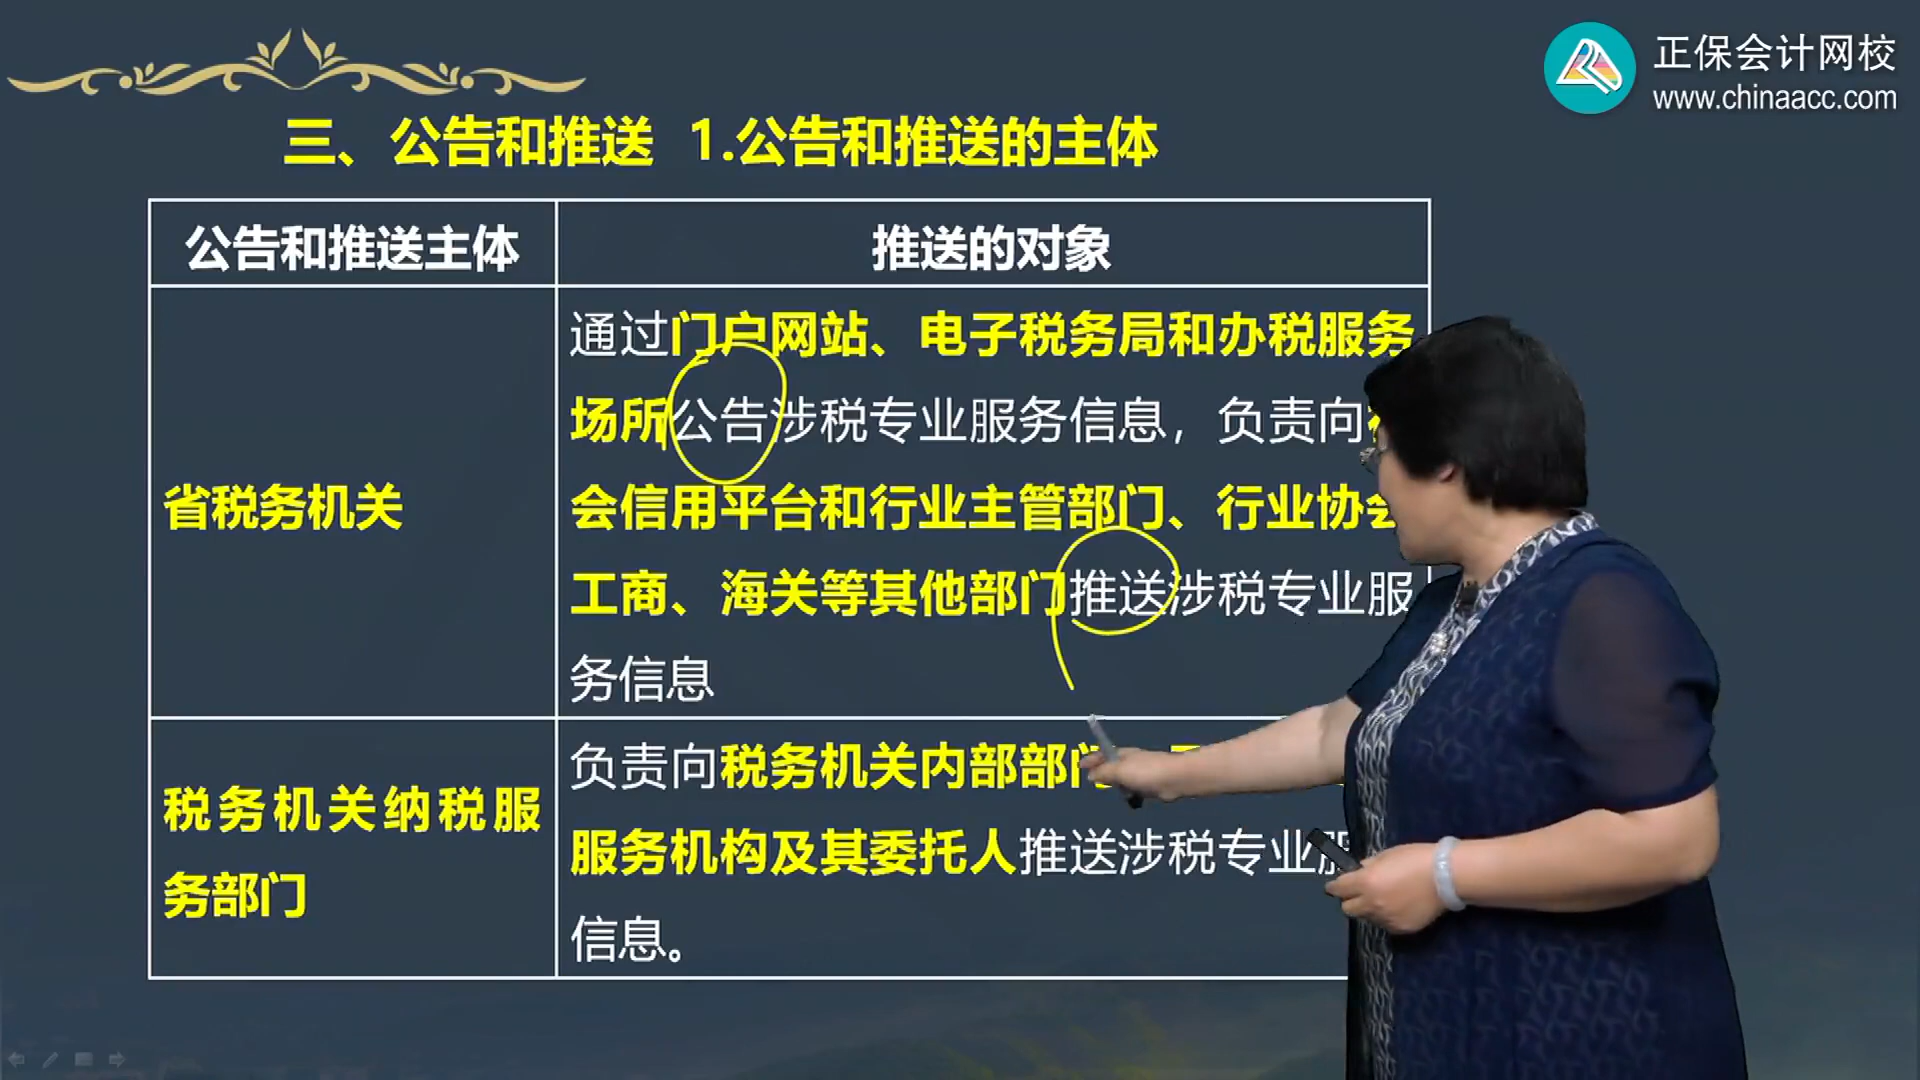 正保会计网校
www.chinaacc.com
三、公告和推送 1.公告和推送的主体
公告和推送主体
推送的对象
省税务机关
通过门户网站、电子税务局和办税服务
场所公告涉税专业服务信息，负责向
会信用平台和行业主管部门、行业协会
工商、海关等其他部门推送涉税专业服
务信息
税务机关纳税服
务部门
负责向税务机关内部部门
服务机构及其委托人推送涉税专业服
信息。